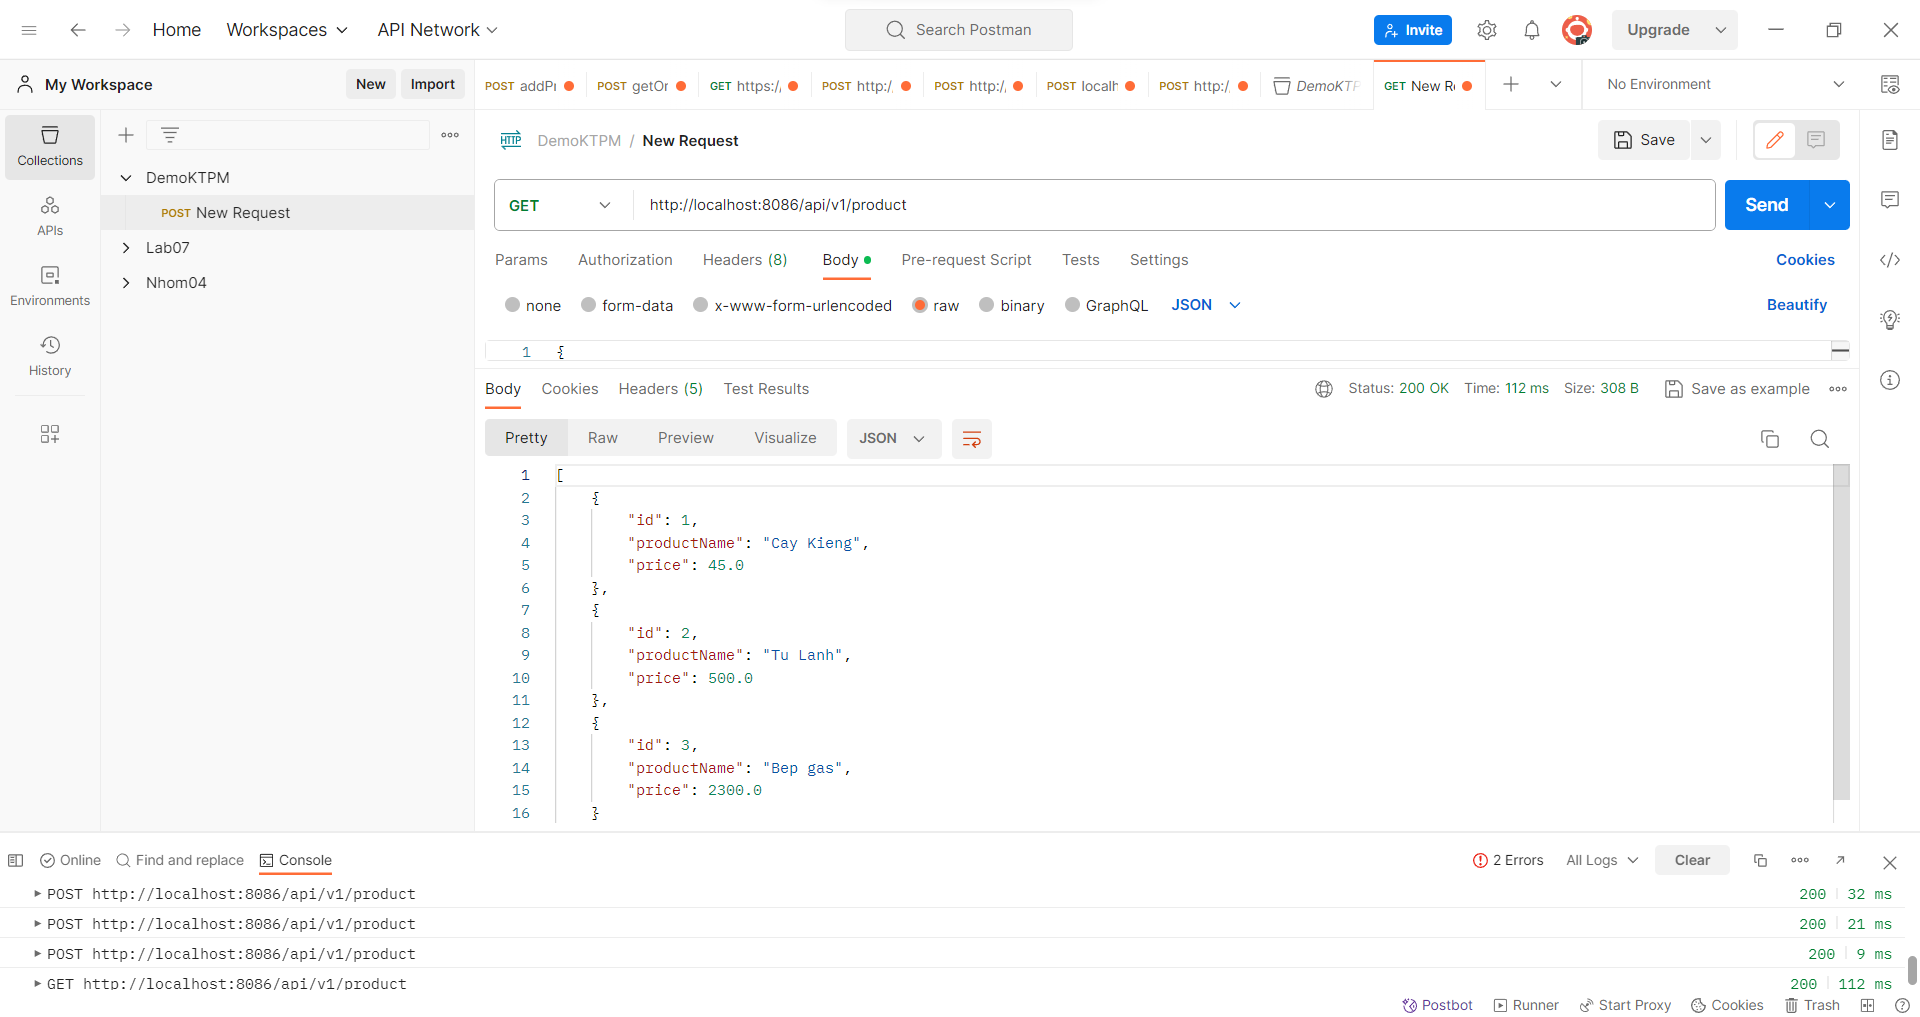 Home Workspaces API Network Search Postman Invite Upgrade
My Workspace New Import POST addPı POST getOr GET https:/ POST http:/ POST http:/ POST localh POST http:/ DemoKTP GET New R No Environment
Collections
APIs
Environments
History
DemoKTPM
POST New Request
Lab07
Nhom04
HTTP DemoKTPM / New Request Save
GET http://localhost:8086/api/v1/product Send
Params Authorization Headers (8) Body Pre-request Script Tests Settings Cookies
none form-data x-www-form-urlencoded raw binary GraphQL JSON Beautify
1 {
Body Cookies Headers (5) Test Results Status: 200 OK Time: 112 ms Size: 308 B Save as example
Pretty Raw Preview Visualize JSON
1 [
2 {
3 "id": 1,
4 "productName": "Cay Kieng",
5 "price": 45.0
6 },
7 {
8 "id": 2,
9 "productName": "Tu Lanh",
10 "price": 500.0
11 },
12 {
13 "id": 3,
14 "productName": "Bep gas",
15 "price": 2300.0
16 }
Online Find and replace Console 2 Errors All Logs Clear
POST http://localhost:8086/api/v1/product 200 32 ms
POST http://localhost:8086/api/v1/product 200 21 ms
POST http://localhost:8086/api/v1/product 200 9 ms
GET http://localhost:8086/api/v1/product 200 112 ms
Postbot Runner Start Proxy Cookies Trash